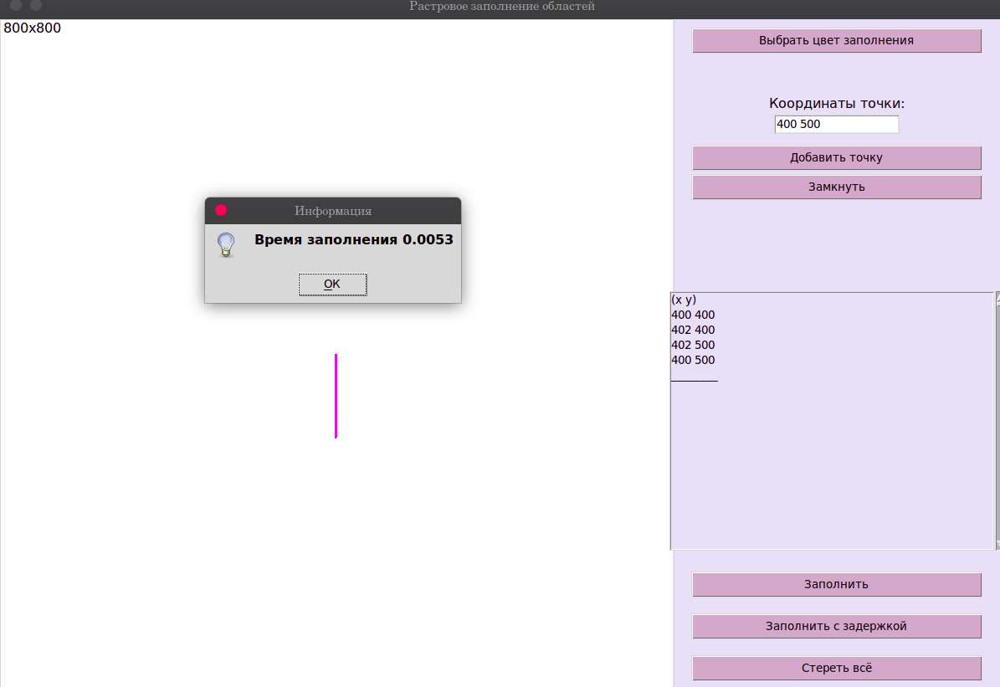 Растровое заполнение областей
800x800
Выбрать цвет заполнения
Координаты точки:
400 500
Добавить точку
Замкнуть
Информация
Время заполнения 0.0053
OK
(x y)
400 400
402 400
402 500
400 500
________
Заполнить
Заполнить с задержкой
Стереть всё